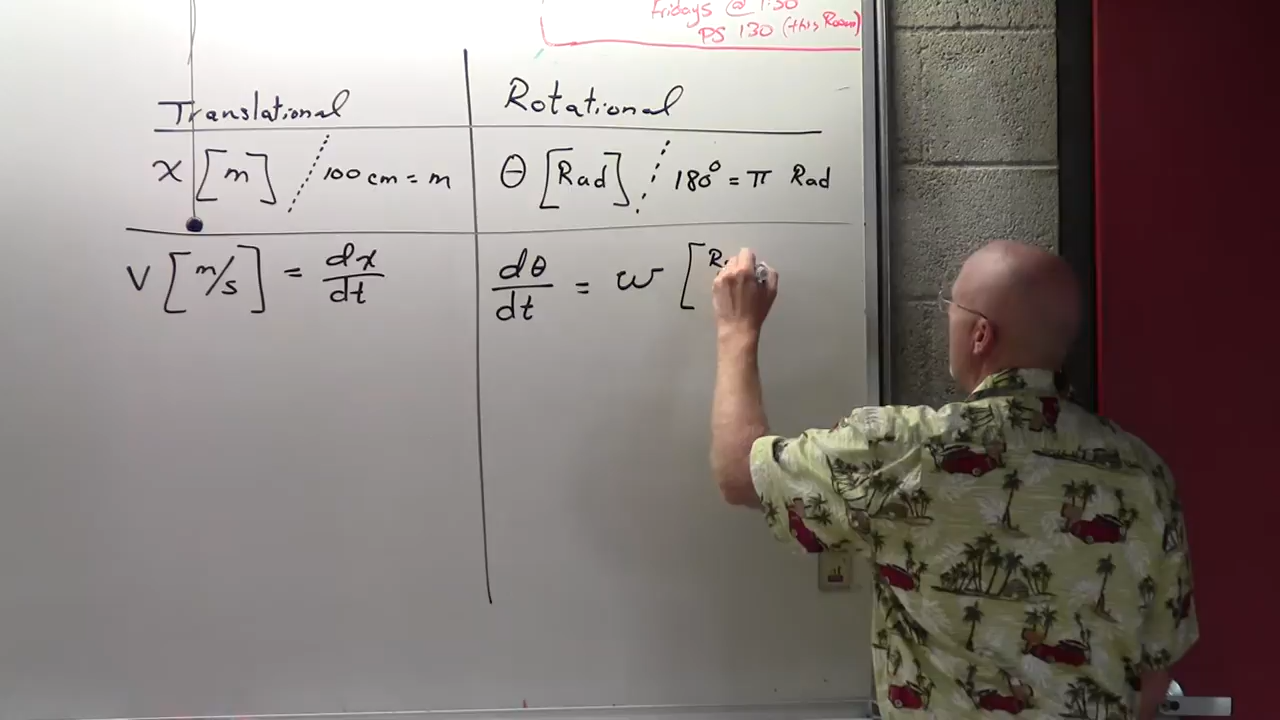 Fridays @ 1:30
PS 130 (this Room)
Translational
Rotational
x [m] / 100 cm = m
θ [Rad] / 180° = π Rad
V [m/s] = dx/dt
dθ/dt = ω [